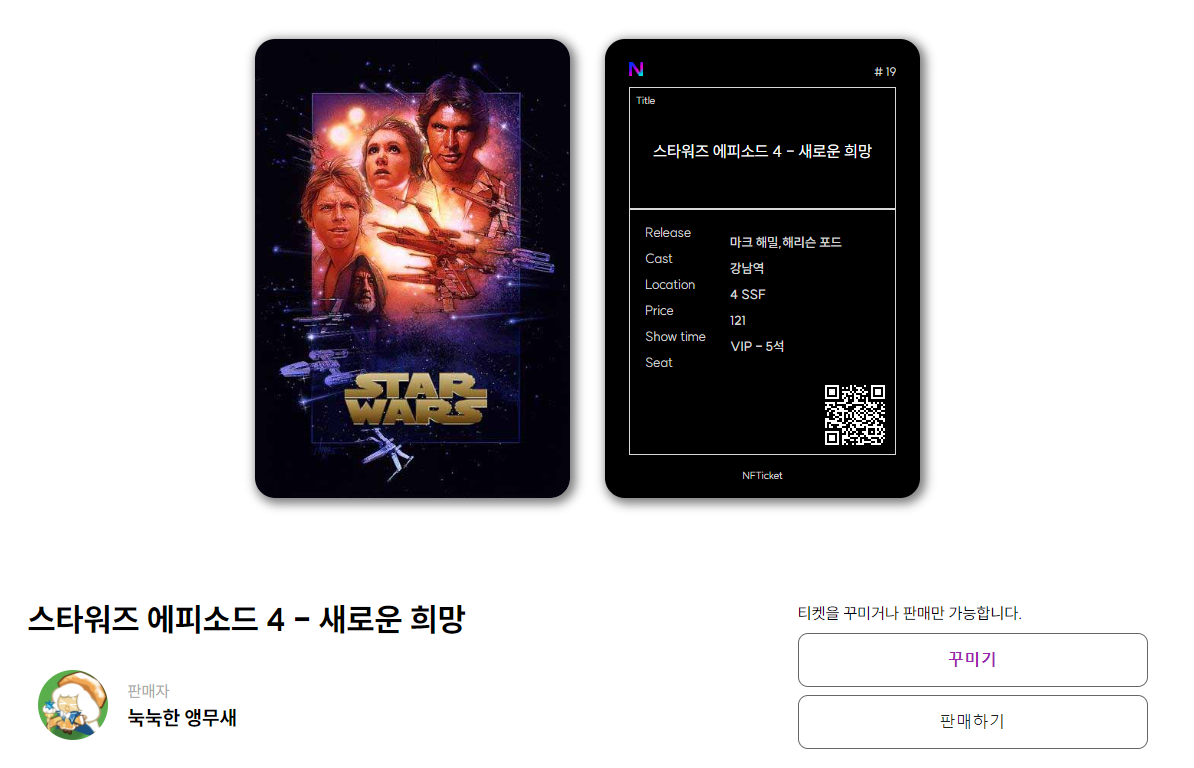 STAR
WARS
N
# 19
Title
스타워즈 에피소드 4 - 새로운 희망
Release
Cast
Location
Price
Show time
Seat
마크 해밀,해리슨 포드
강남역
4 SSF
121
VIP - 5석
NFTicket
스타워즈 에피소드 4 - 새로운 희망
판매자
눅눅한 앵무새
티켓을 꾸미거나 판매만 가능합니다.
꾸미기
판매하기